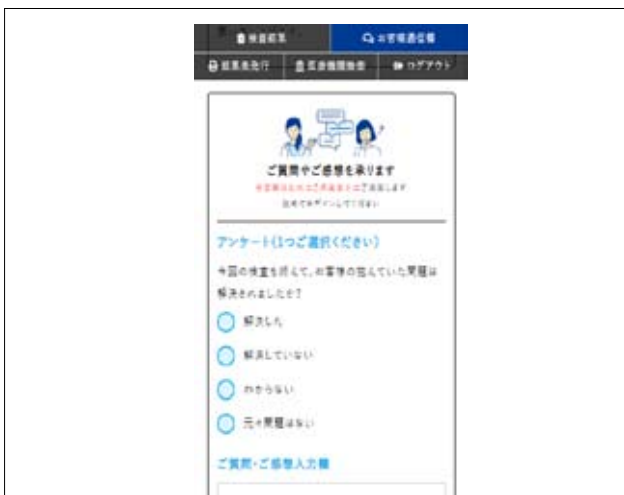 検査結果
お客様通信欄
結果表発行
医療機関検索
ログアウト
ご質問やご感想を承ります
アンケート(1つご選択ください)
今回の検査を終えて、お客様の抱えていた問題は
解決されましたか?
解決した
解決していない
わからない
元々問題はない
ご質問・ご感想入力欄